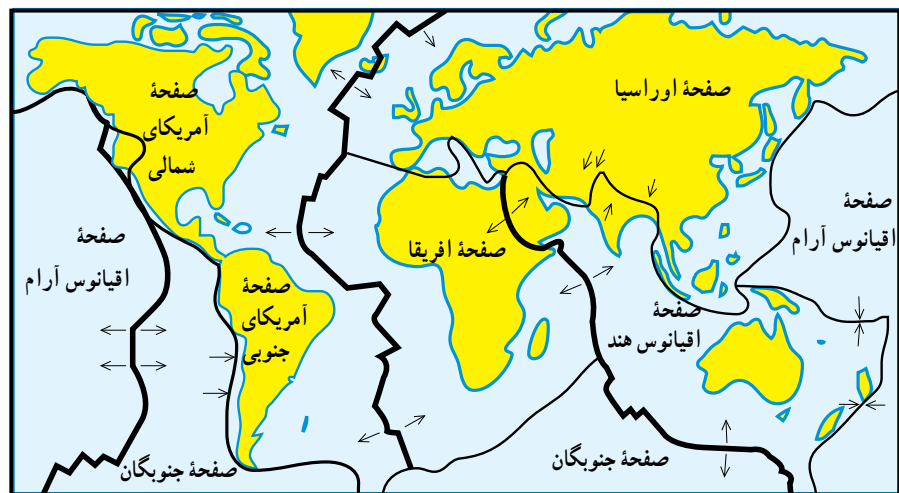 صفحهٔ اوراسیا
صفحهٔ
اقیانوس آرام
صفحهٔ
آمریکای
شمالی
صفحهٔ
اقیانوس آرام
صفحهٔ افریقا
صفحهٔ
آمریکای
جنوبی
صفحهٔ
اقیانوس هند
صفحهٔ جنوبگان
صفحهٔ جنوبگان